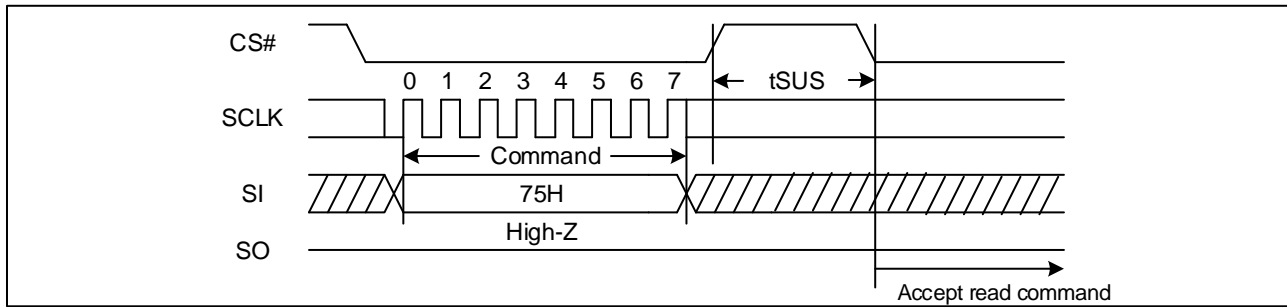 CS#
0 1 2 3 4 5 6 7
tSUS
SCLK
Command
SI
75H
High-Z
SO
Accept read command